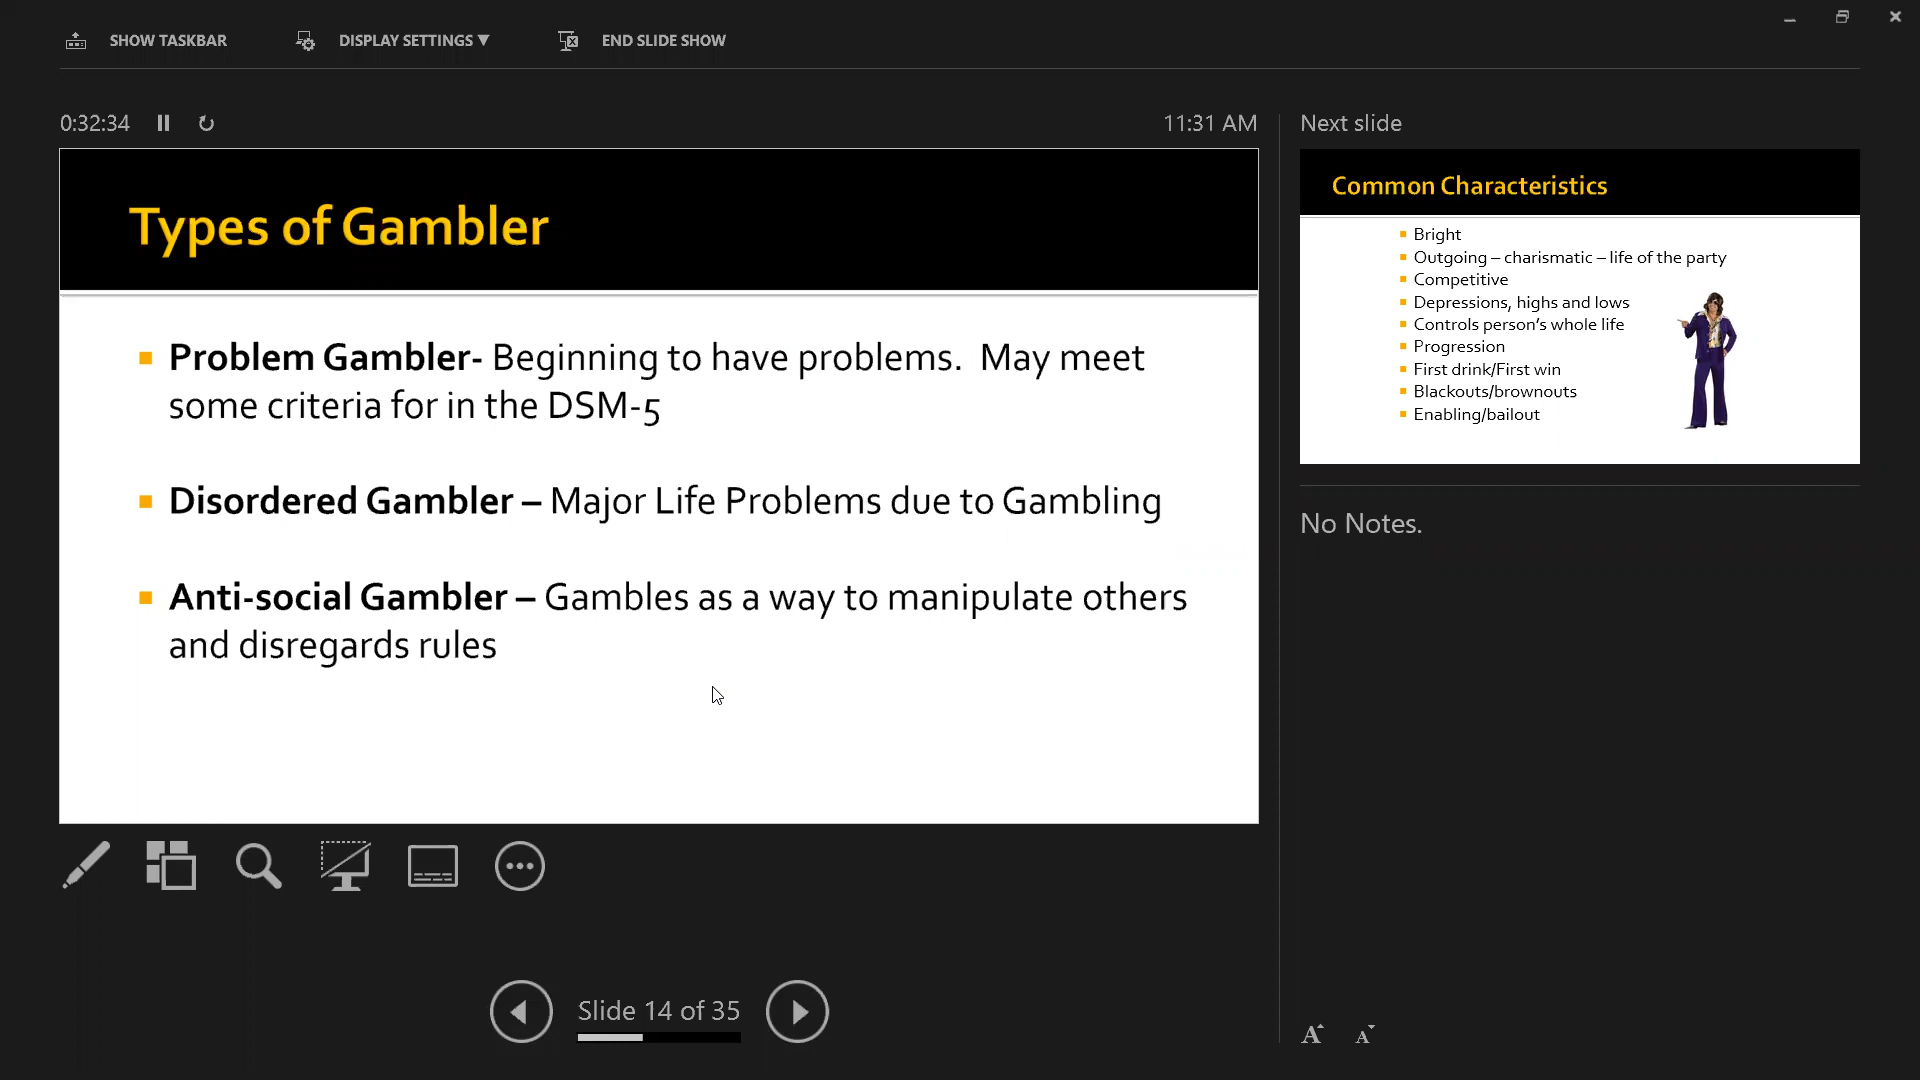 SHOW TASKBAR
DISPLAY SETTINGS ▼
END SLIDE SHOW
0:32:34
11:31 AM
Types of Gambler
Problem Gambler- Beginning to have problems.  May meet
some criteria for in the DSM-5
Disordered Gambler – Major Life Problems due to Gambling
Anti-social Gambler – Gambles as a way to manipulate others
and disregards rules
Slide 14 of 35
Next slide
Common Characteristics
Bright
Outgoing – charismatic – life of the party
Competitive
Depressions, highs and lows
Controls person's whole life
Progression
First drink/First win
Blackouts/brownouts
Enabling/bailout
No Notes.
A A